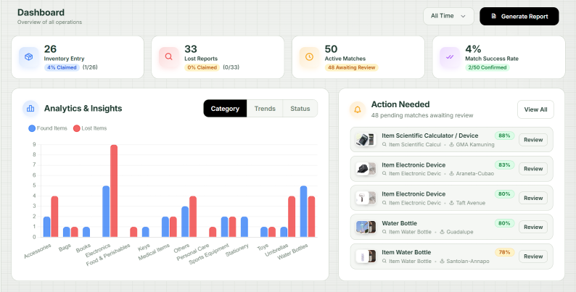 Dashboard
Overview of all operations
All Time
Generate Report
26
Inventory Entry
4% Claimed (1/26)
33
Lost Reports
0% Claimed (0/33)
50
Active Matches
48 Awaiting Review
4%
Match Success Rate
2/50 Confirmed
Analytics & Insights
Category
Trends
Status
Found Items
Lost Items
9
8
7
6
5
4
3
2
1
0
Accessories
Bags
Books
Electronics
Food & Perishables
Keys
Medical Items
Others
Personal Care
Sports Equipment
Stationery
Toys
Umbrellas
Water Bottles
Action Needed
48 pending matches awaiting review
View All
Item Scientific Calculator / Device 88%
Item Scientific Calcul · GMA Kamuning
Review
Item Electronic Device 83%
Item Electronic Devic · Araneta-Cubao
Review
Item Electronic Device 80%
Item Electronic Devic · Taft Avenue
Review
Water Bottle 80%
Water Bottle · Guadalupe
Review
Item Water Bottle 78%
Item Water Bottle · Santolan-Annapo
Review